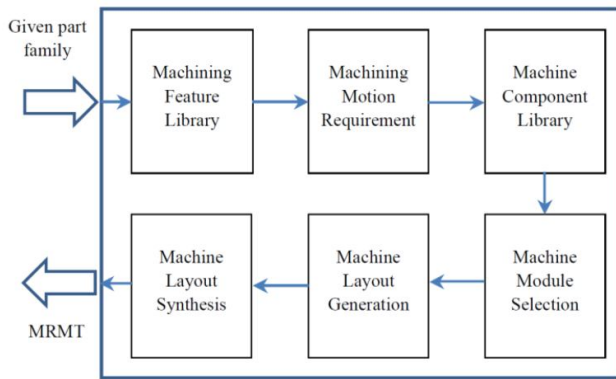 Given part
family
Machining
Feature
Library
Machining
Motion
Requirement
Machine
Component
Library
Machine
Layout
Synthesis
Machine
Layout
Generation
Machine
Module
Selection
MRMT